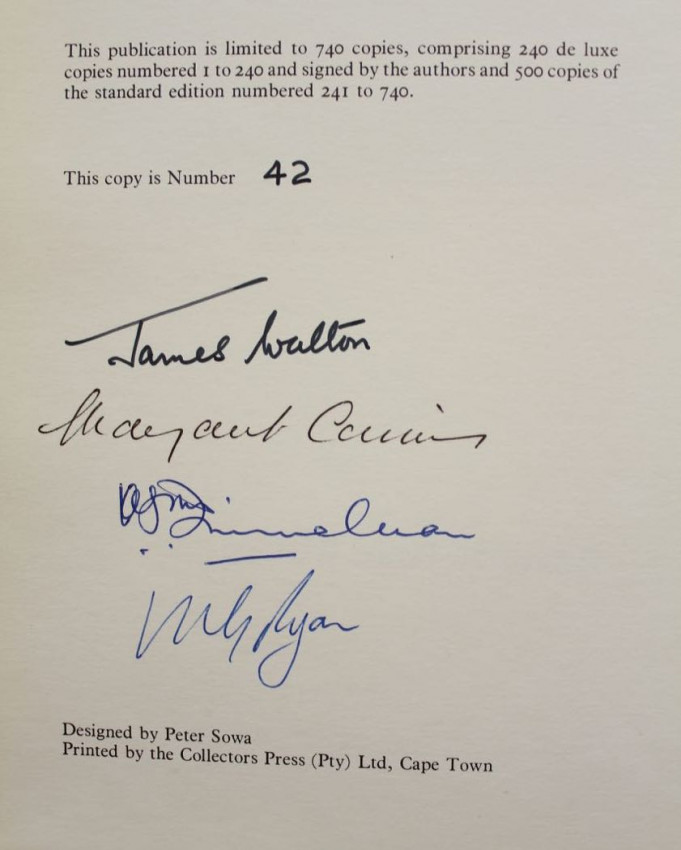 This publication is limited to 740 copies, comprising 240 de luxe
copies numbered 1 to 240 and signed by the authors and 500 copies of
the standard edition numbered 241 to 740.
This copy is Number 42
James Walton
Margaret Cairns
Ryan
Designed by Peter Sowa
Printed by the Collectors Press (Pty) Ltd, Cape Town